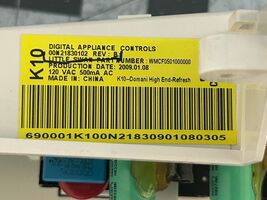 K10
DIGITAL APPLIANCE CONTROLS
00N21830102 REV: B
LITTLE SWAN PART NUMBER: WMCF0501000000
PRODUCTION DATE: 2009.01.08
120 VAC 500mA AC
MADE IN: CHINA K10-Domani High End-Refresh
690001K100N21830901080305